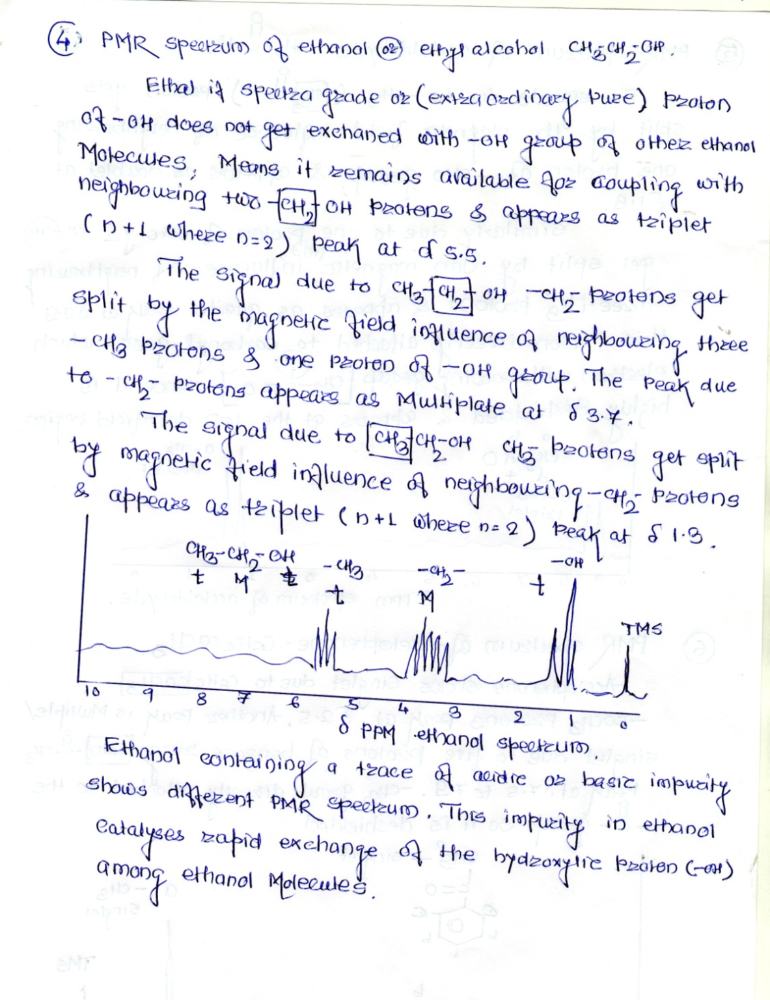 ④ PMR spectrum of ethanol (or) ethyl alcohol CH₃-CH₂-OH.
Ethal if spectra grade or (extraordinary pure) proton
of -OH does not get exchaned with -OH group of other ethanol
Molecules. Means it remains available for coupling with
neighbouring two -CH₂-OH protons & appears as triplet
(n+1 where n=2) peak at d 5.5.
The signal due to CH₃-CH₂-OH -CH₂- protons get
split by the magnetic field influence of neighbouring three
-CH₃ protons & one proton of -OH group. The peak due
to -CH₂- protons appears as Multiplate at δ 3.7.
The signal due to CH₃-CH₂-OH CH₃- protons get split
by magnetic field influence of neighbouring -CH₂- protons
& appears as triplet (n+1 where n=2) peak at δ 1.3.
CH₃-CH₂-OH
t M t
-CH₃
t
-CH₂-
M
-OH
t
TMS
10 9 8 7 6 5 4 3 2 1 0
δ PPM ethanol spectrum.
Ethanol containing a trace of acidic or basic impurity
shows different PMR spectrum. This impurity in ethanol
catalyses rapid exchange of the hydroxylic proton (-OH)
among ethanol Molecules.